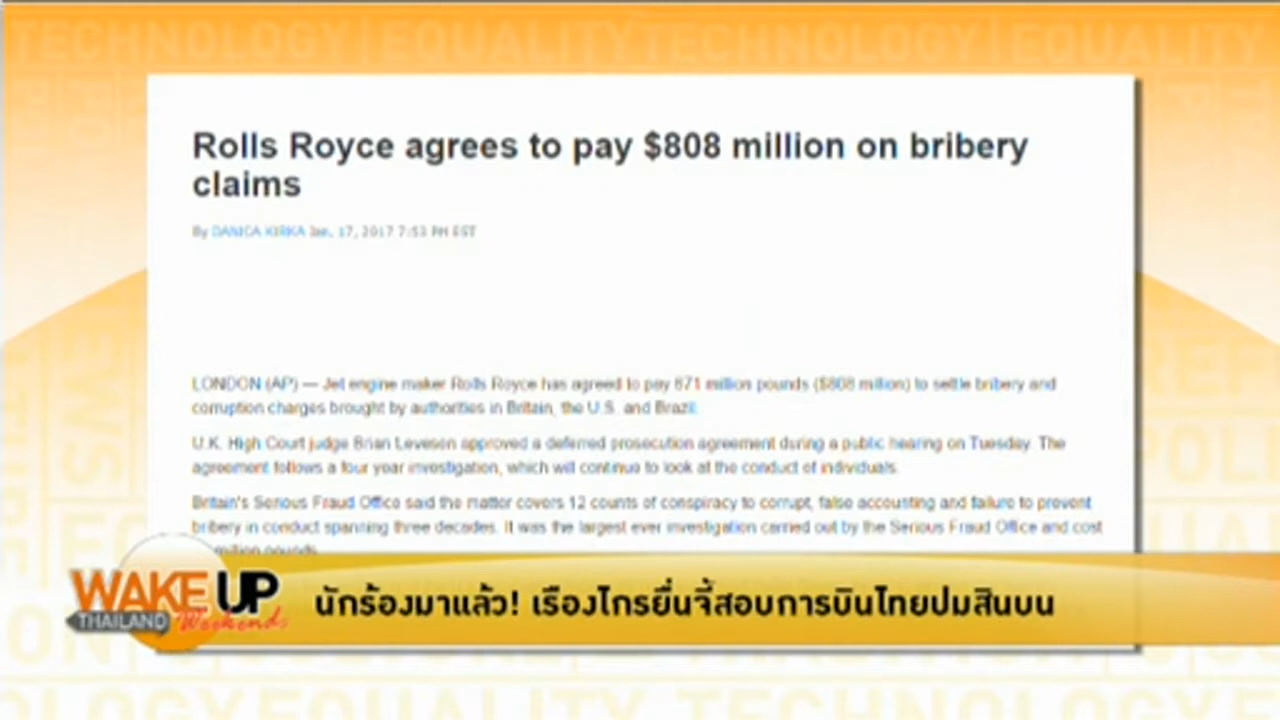 TECHNOLOGY EQUALITY TECHNOLOGY EQUALITY
Rolls Royce agrees to pay $808 million on bribery
claims
By DANICA KIRKA Jan. 17, 2017 7:53 PM EST
LONDON (AP) — Jet engine maker Rolls Royce has agreed to pay 671 million pounds ($808 million) to settle bribery and
corruption charges brought by authorities in Britain, the U.S. and Brazil.
U.K. High Court judge Brian Leveson approved a deferred prosecution agreement during a public hearing on Tuesday. The
agreement follows a four year investigation, which will continue to look at the conduct of individuals.
Britain's Serious Fraud Office said the matter covers 12 counts of conspiracy to corrupt, false accounting and failure to prevent
bribery in conduct spanning three decades. It was the largest ever investigation carried out by the Serious Fraud Office and cost
million pounds.
WAKE UP
THAILAND Weekends
นักร้องมาแล้ว! เรืองไกรยื่นจี้สอบการบินไทยปมสินบน